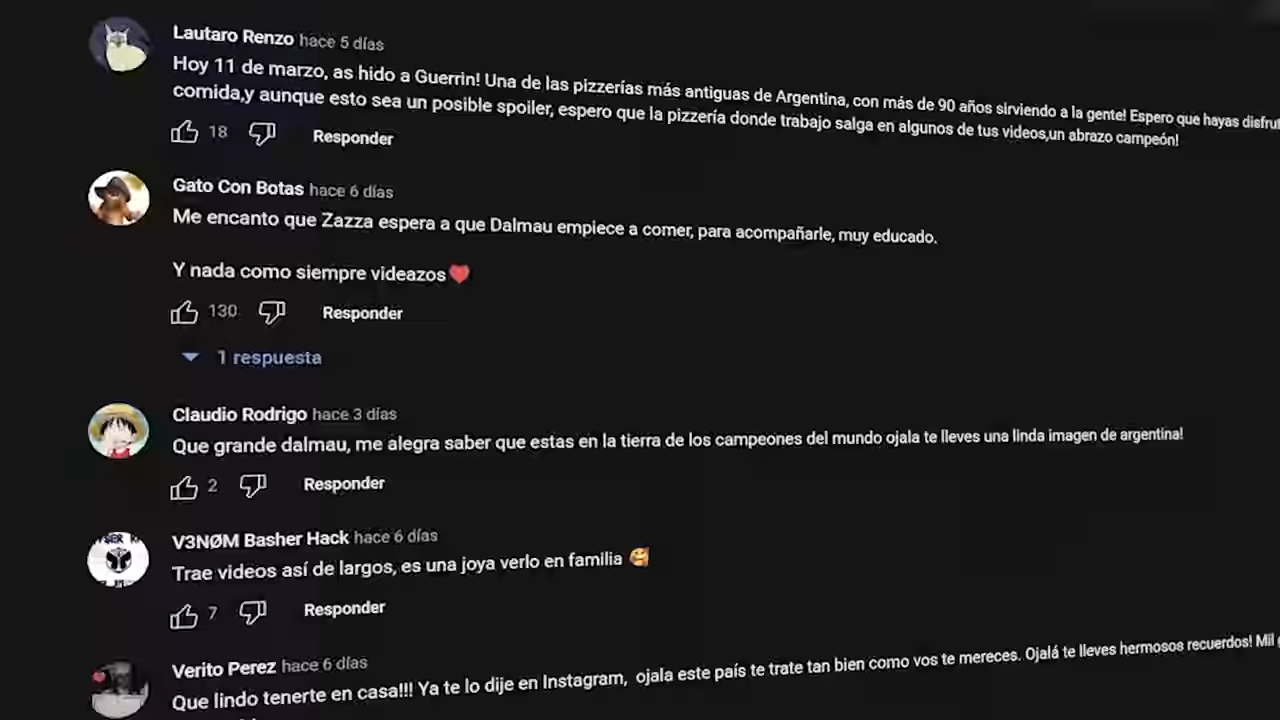 Lautaro Renzo hace 5 días
Hoy 11 de marzo, as hido a Guerrin! Una de las pizzerías más antiguas de Argentina, con más de 90 años sirviendo a la gente! Espero que hayas
comida,y aunque esto sea un posible spoiler, espero que la pizzería donde trabajo salga en algunos de tus videos,un abrazo campeón!
18 Responder
Gato Con Botas hace 6 días
Me encanto que Zazza espera a que Dalmau empiece a comer, para acompañarle, muy educado.
Y nada como siempre videazos❤️
130 Responder
1 respuesta
Claudio Rodrigo hace 3 días
Que grande dalmau, me alegra saber que estas en la tierra de los campeones del mundo ojala te lleves una linda imagen de argentina!
2 Responder
V3NØM Basher Hack hace 6 días
Trae videos así de largos, es una joya verlo en familia 🥰
7 Responder
Verito Perez hace 6 días
Que lindo tenerte en casa!!! Ya te lo dije en Instagram, ojala este país te trate tan bien como vos te mereces. Ojalá te lleves hermosos recuerdos! Mil